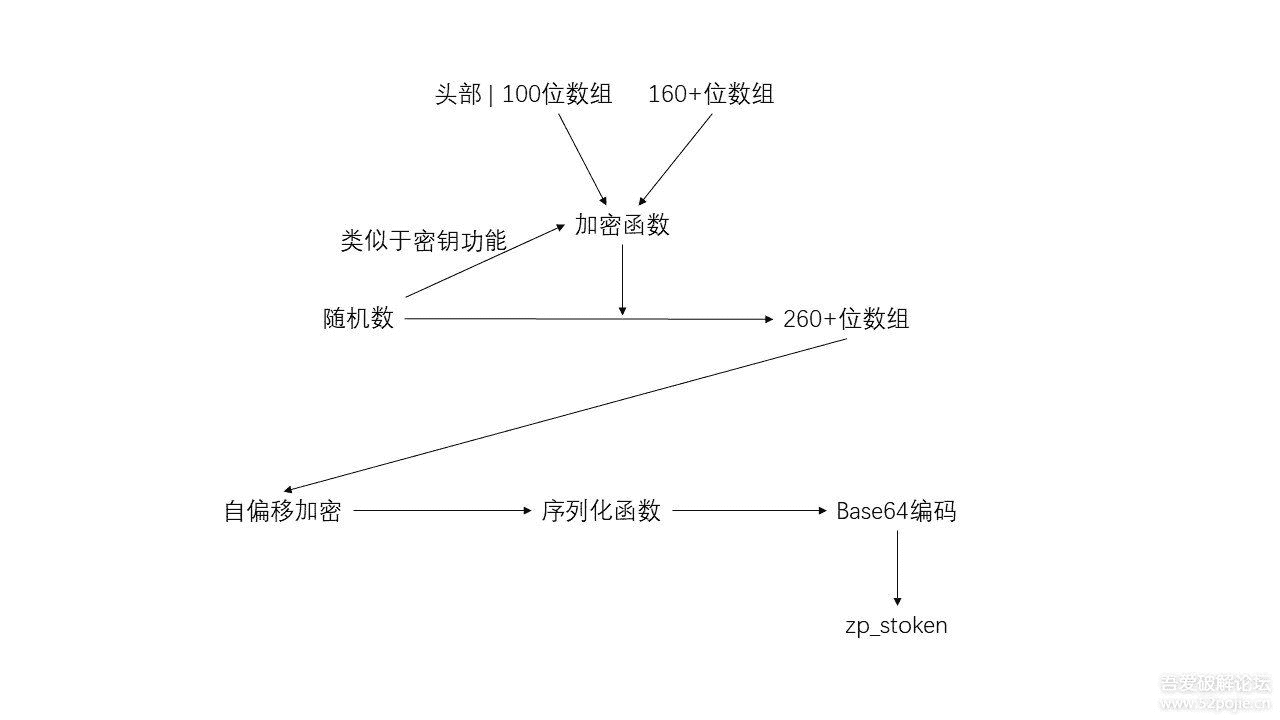 头部 | 100位数组
160+位数组
加密函数
类似于密钥功能
随机数
260+位数组
自偏移加密
序列化函数
Base64编码
zp_stoken
吾爱破解论坛
www.52pojie.cn